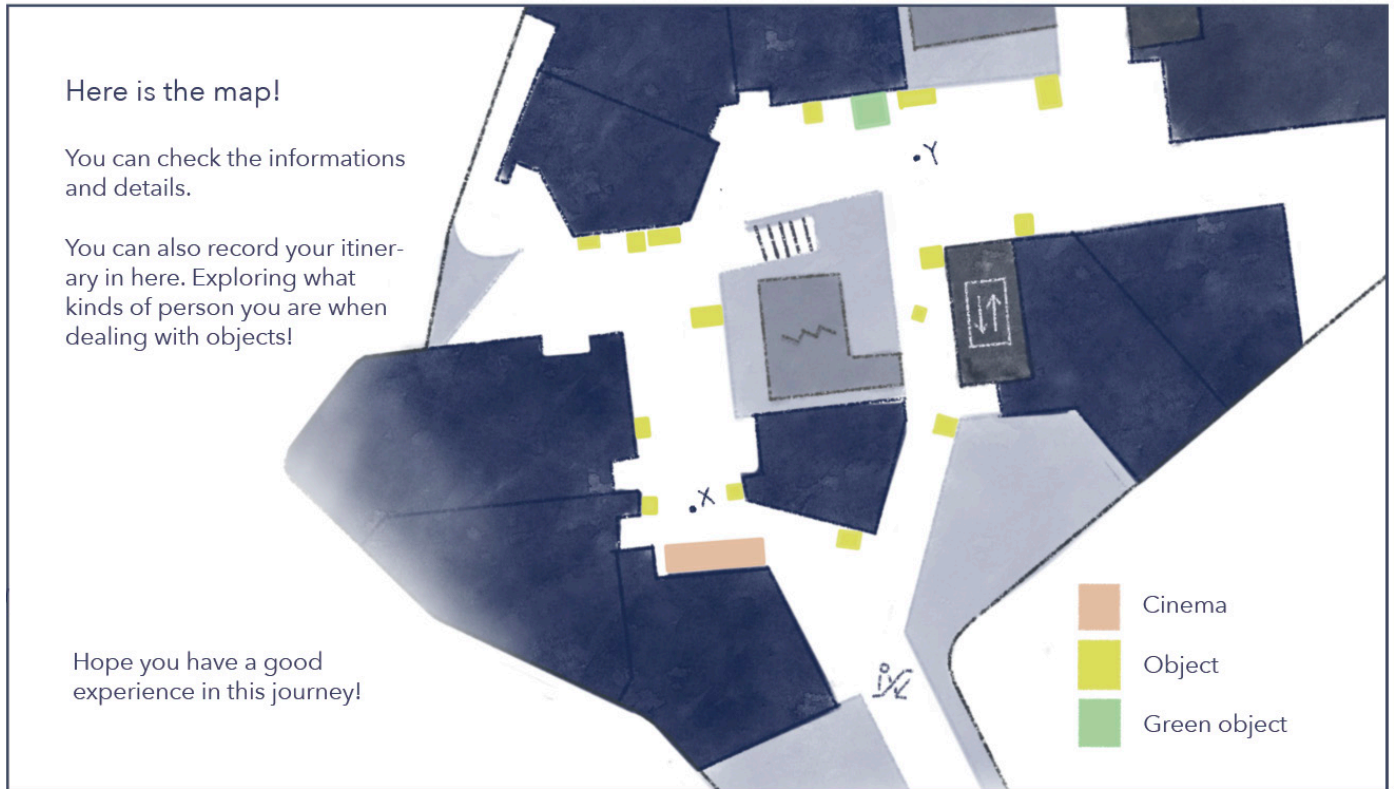 Here is the map!
You can check the informations
and details.
You can also record your itiner-
ary in here. Exploring what
kinds of person you are when
dealing with objects!
Y
X
Cinema
Object
Green object
Hope you have a good
experience in this journey!